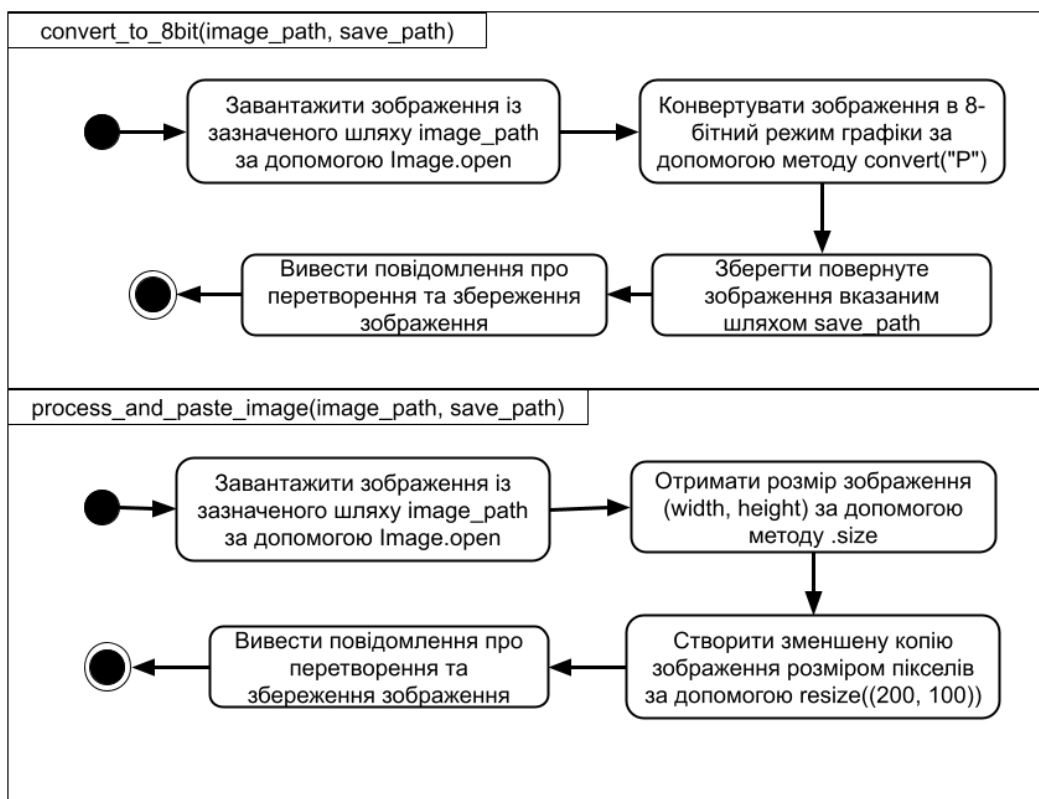 convert_to_8bit(image_path, save_path)
Завантажити зображення із
зазначеного шляху image_path
за допомогою Image.open
Конвертувати зображення в 8-
бітний режим графіки за
допомогою методу convert("P")
Зберегти повернуте
зображення вказаним
шляхом save_path
Вивести повідомлення про
перетворення та збереження
зображення
process_and_paste_image(image_path, save_path)
Завантажити зображення із
зазначеного шляху image_path
за допомогою Image.open
Отримати розмір зображення
(width, height) за допомогою
методу .size
Створити зменшену копію
зображення розміром пікселів
за допомогою resize((200, 100))
Вивести повідомлення про
перетворення та
збереження зображення